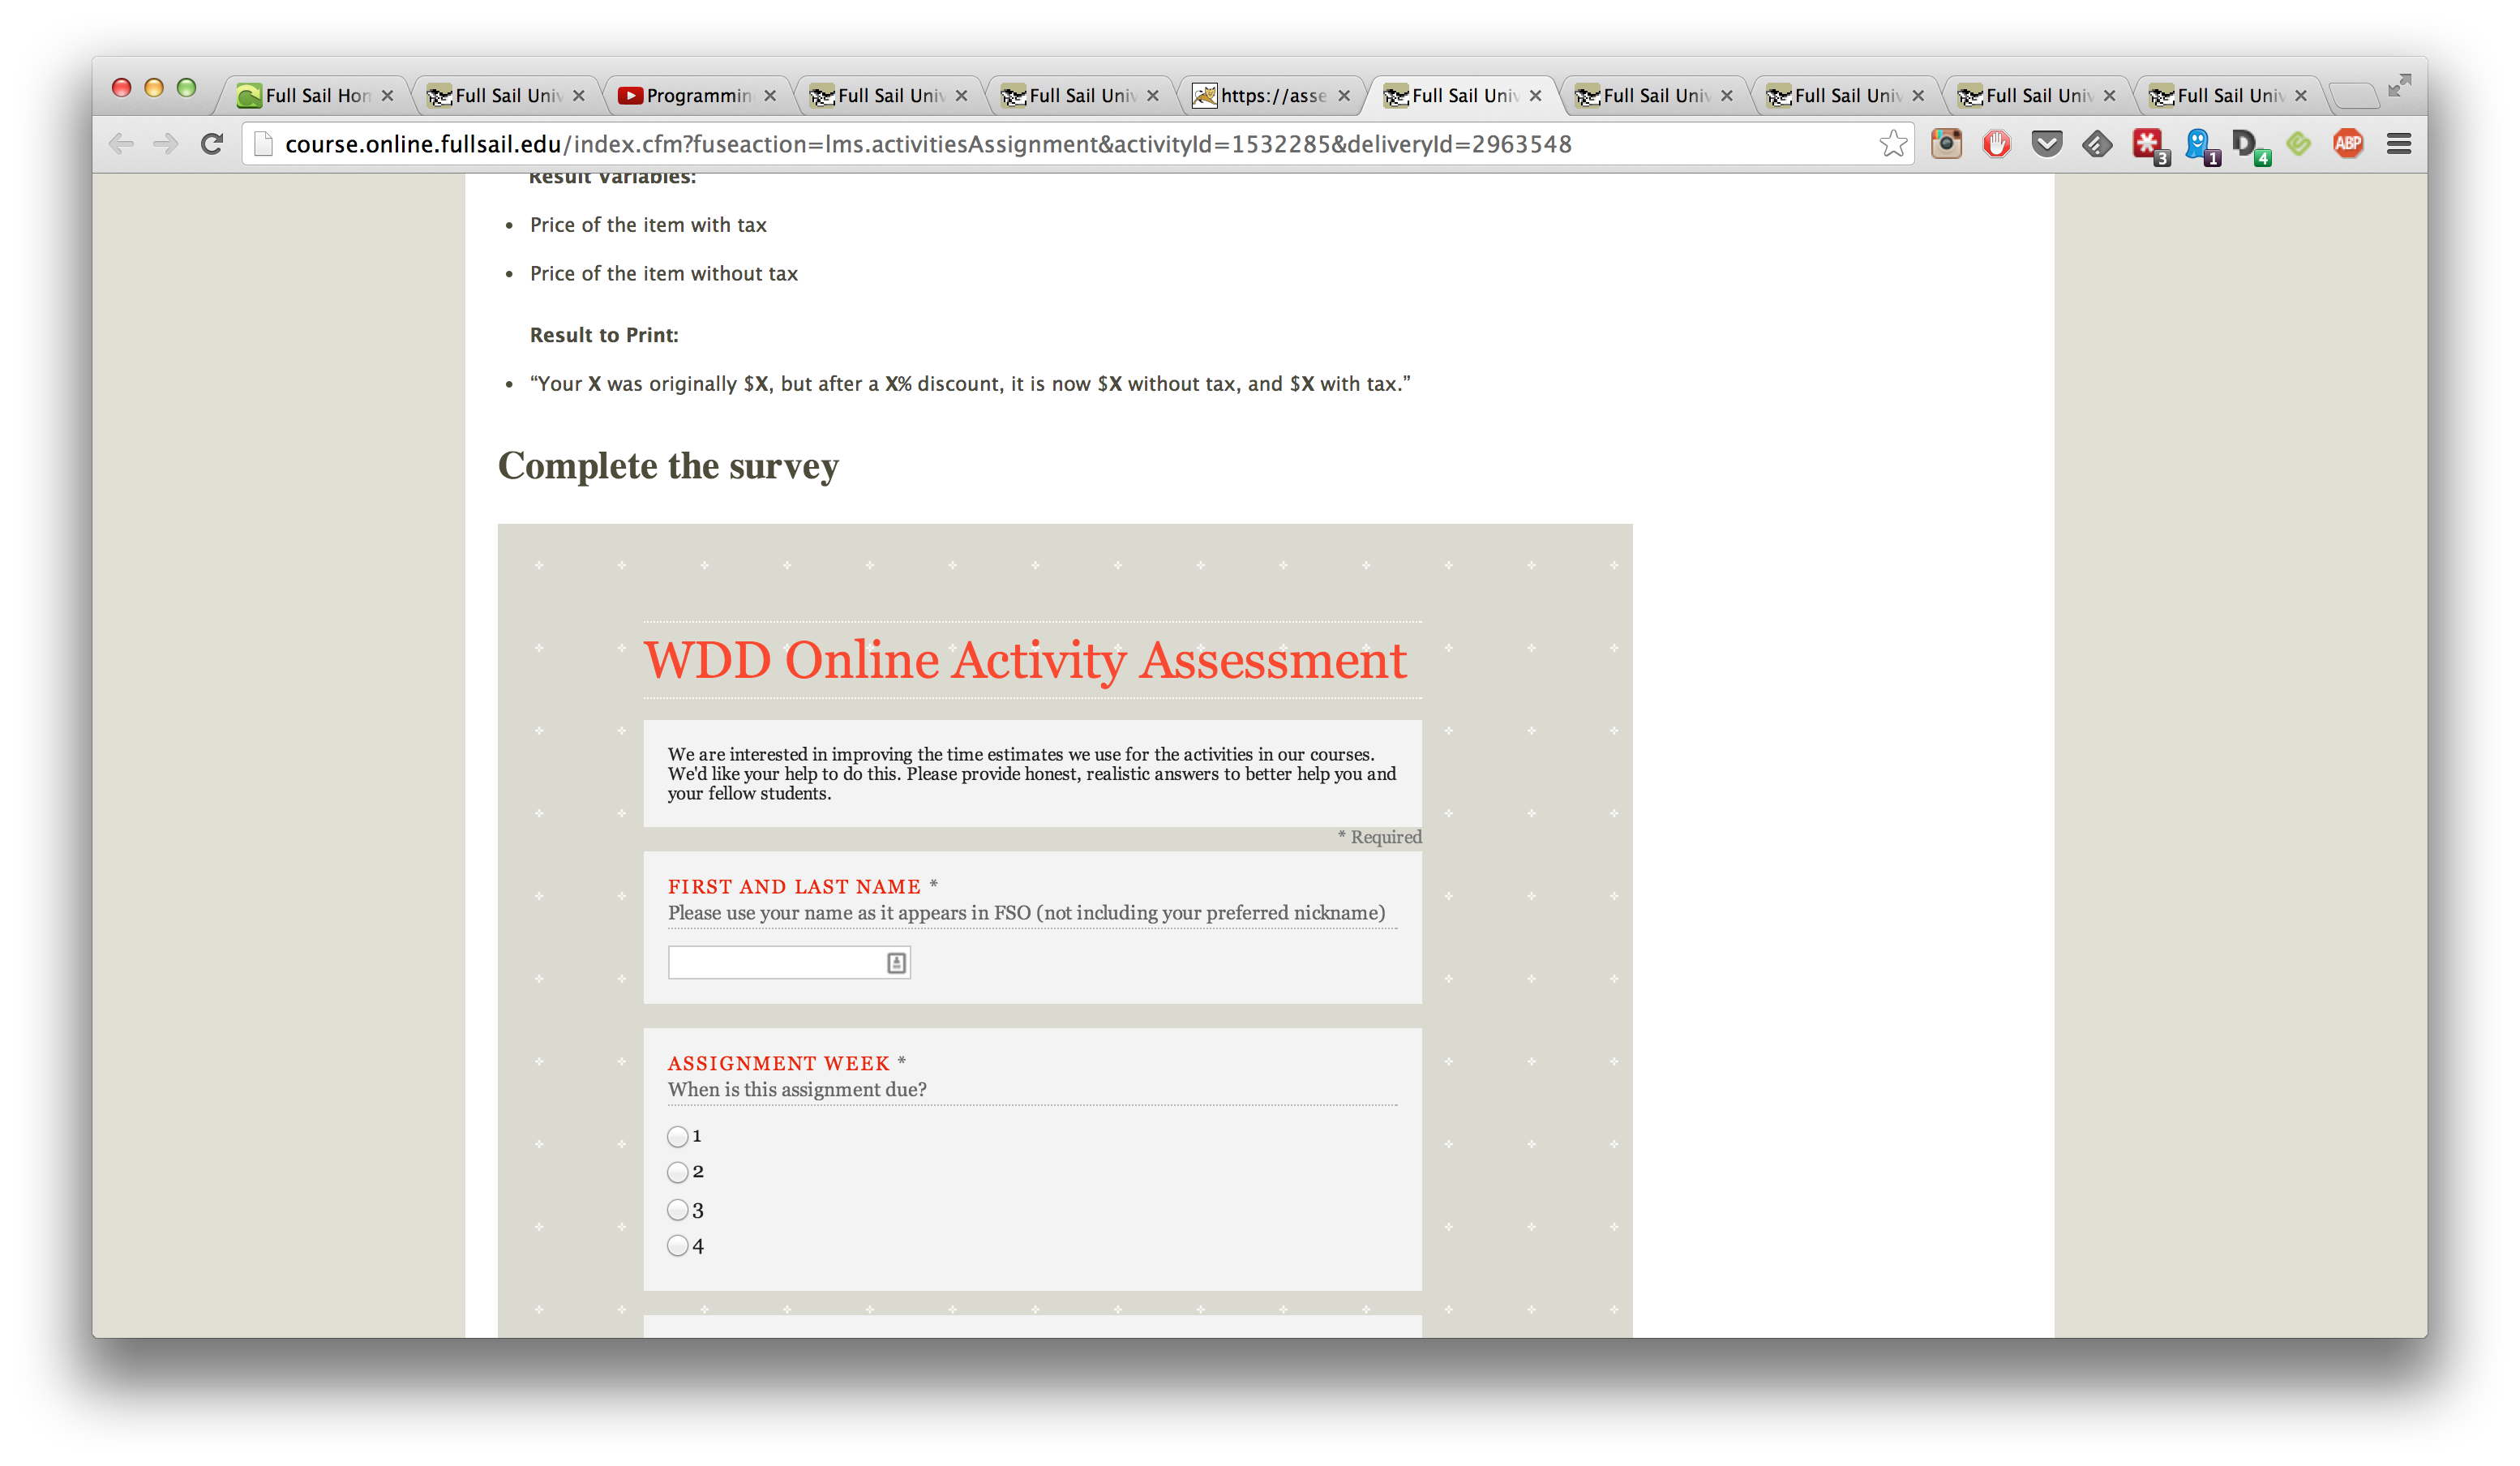 Full Sail Hon
Full Sail Univ
Programmin
Full Sail Univ
Full Sail Univ
https://asse
Full Sail Univ
Full Sail Univ
Full Sail Univ
Full Sail Univ
Full Sail Univ
course.online.fullsail.edu/index.cfm?fuseaction=lms.activitiesAssignment&activityId=1532285&deliveryId=2963548
3
1
D
4
ABP
Result Variables:
• Price of the item with tax
• Price of the item without tax
Result to Print:
• “Your X was originally $X, but after a X% discount, it is now $X without tax, and $X with tax.”
Complete the survey
WDD Online Activity Assessment
We are interested in improving the time estimates we use for the activities in our courses.
We'd like your help to do this. Please provide honest, realistic answers to better help you and
your fellow students.
* Required
FIRST AND LAST NAME *
Please use your name as it appears in FSO (not including your preferred nickname)
ASSIGNMENT WEEK *
When is this assignment due?
1
2
3
4